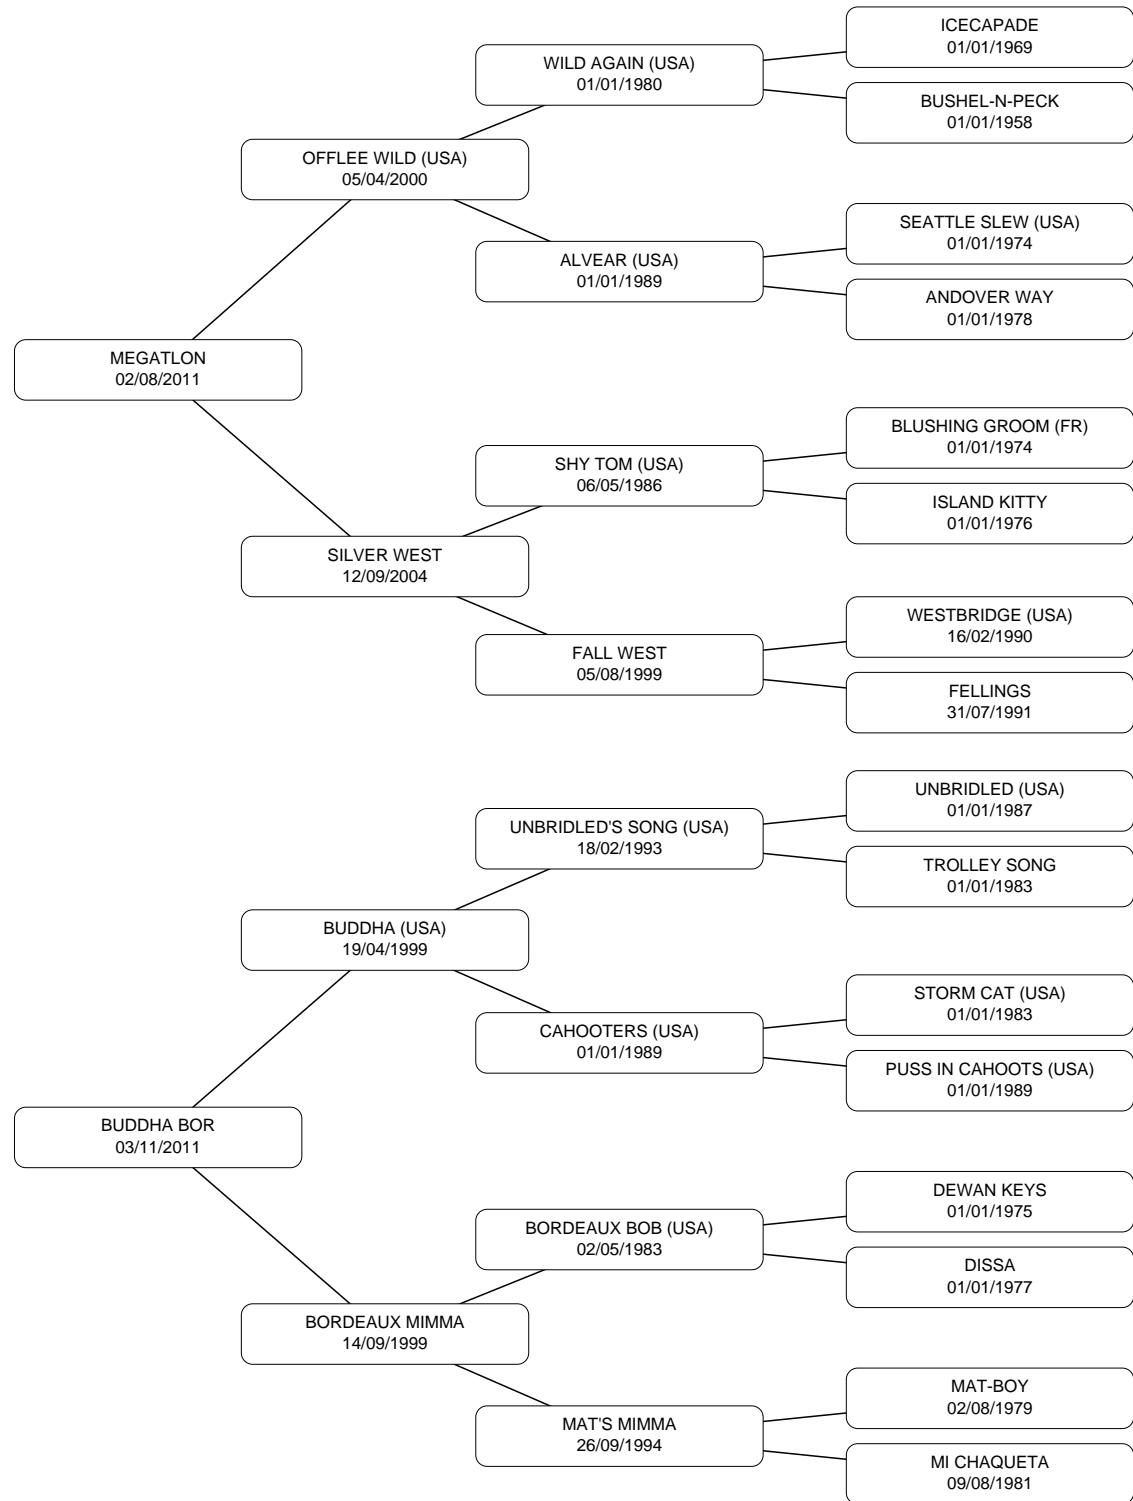 ICECAPADE
01/01/1969
WILD AGAIN (USA)
01/01/1980
BUSHEL-N-PECK
01/01/1958
OFFLEE WILD (USA)
05/04/2000
SEATTLE SLEW (USA)
01/01/1974
ALVEAR (USA)
01/01/1989
ANDOVER WAY
01/01/1978
MEGATLON
02/08/2011
BLUSHING GROOM (FR)
01/01/1974
SHY TOM (USA)
06/05/1986
ISLAND KITTY
01/01/1976
SILVER WEST
12/09/2004
WESTBRIDGE (USA)
16/02/1990
FALL WEST
05/08/1999
FELLINGS
31/07/1991
UNBRIDLED (USA)
01/01/1987
UNBRIDLED'S SONG (USA)
18/02/1993
TROLLEY SONG
01/01/1983
BUDDHA (USA)
19/04/1999
STORM CAT (USA)
01/01/1983
CAHOOTERS (USA)
01/01/1989
PUSS IN CAHOOTS (USA)
01/01/1989
BUDDHA BOR
03/11/2011
DEWAN KEYS
01/01/1975
BORDEAUX BOB (USA)
02/05/1983
DISSA
01/01/1977
BORDEAUX MIMMA
14/09/1999
MAT-BOY
02/08/1979
MAT'S MIMMA
26/09/1994
MI CHAQUETA
09/08/1981